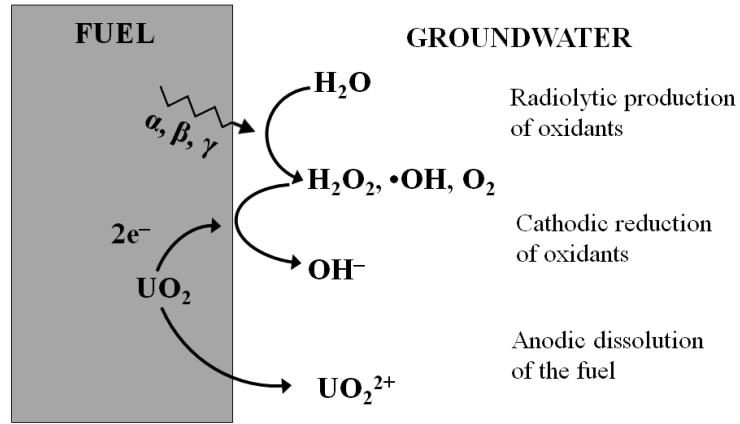 FUEL
GROUNDWATER
H₂O
Radiolytic production
of oxidants
α, β, γ
H₂O₂, •OH, O₂
2e⁻
Cathodic reduction
of oxidants
OH⁻
UO₂
Anodic dissolution
of the fuel
UO₂²⁺